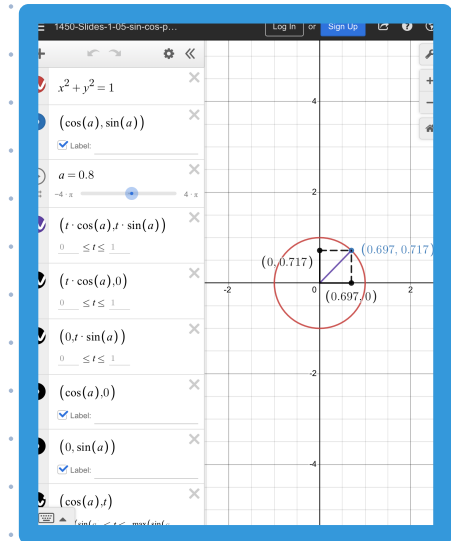 1450-Slides-1-05-sin-cos-p...
Log In or Sign Up
x² + y² = 1
(cos(a), sin(a))
Label:
a = 0.8
-4·π 4·π
(t·cos(a),t·sin(a))
0 ≤ t ≤ 1
(t·cos(a),0)
0 ≤ t ≤ 1
(0,t·sin(a))
0 ≤ t ≤ 1
(cos(a),0)
Label:
(0, sin(a))
Label:
(cos(a),t)
4
2
(0.697, 0.717)
(0, 0.717)
-2 0 2
(0.697, 0)
-2
-4